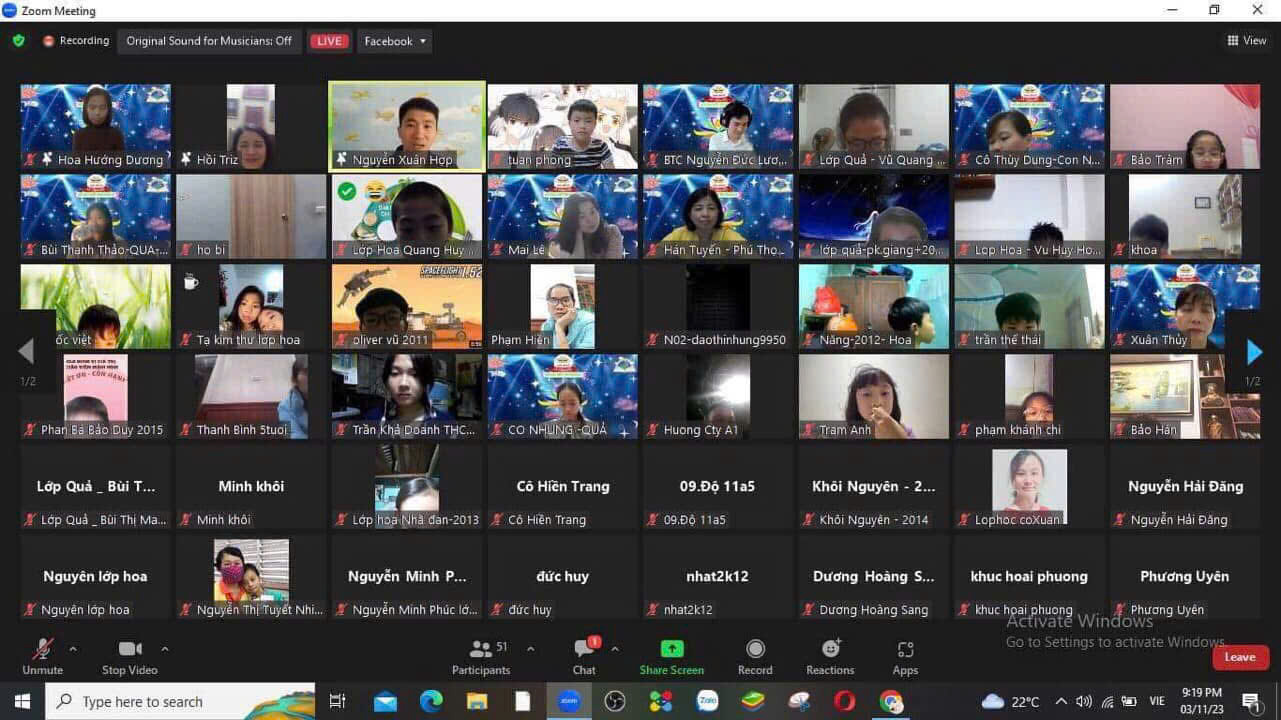 Zoom Meeting
Recording
Original Sound for Musicians: Off
LIVE
Facebook
View
Hoa Hướng Dương
Hồi Triz
Nguyễn Xuân Hợp
tuan phong
BTC Nguyễn Đức Lươ...
Lớp Quả - Vũ Quang ...
Cô Thùy Dung-Con N...
Bảo Trâm
Bùi Thanh Thảo-QUA-...
ho bi
Lớp Hoa Quang Huy ...
Mai Lê
Hán Tuyến - Phú Thọ...
lớp quả-pk.giang+20...
Lop Hoa - Vu Huy Ho...
khoa
ốc việt
Tạ kim thư lớp hoa
SPACEFLIGHT 1.52
oliver vũ 2011
Phạm Hiền
N02-daothinhung9950
Năng-2012- Hoa
trần thế thái
Xuân Thủy
1/2
1/2
Phan Bá Bảo Duy 2015
Thanh Bình 5tuoi
Trần Khả Doanh THC...
CO NHUNG -QUẢ
Huong Cty A1
Tram Anh
phạm khánh chi
Bảo Hân
Lớp Quả _ Bùi T...
Minh khôi
Cô Hiền Trang
09.Độ 11a5
Khôi Nguyên - 2...
Nguyễn Hải Đăng
Lớp Quả _ Bùi Thị Ma...
Minh khôi
Lớp hoa Nhã đan-2013
Cô Hiền Trang
09.Độ 11a5
Khôi Nguyên - 2014
Lophoc coXuan
Nguyễn Hải Đăng
Nguyên lớp hoa
Nguyễn Minh P...
đức huy
nhat2k12
Dương Hoàng S...
khuc hoai phuong
Phương Uyên
Nguyên lớp hoa
Nguyễn Thị Tuyết Nhi...
Nguyễn Minh Phúc lớ...
đức huy
nhat2k12
Dương Hoàng Sang
khuc hoai phuong
Phương Uyên
Activate Windows
Go to Settings to activate Windows.
Unmute
Stop Video
51
Participants
1
Chat
Share Screen
Record
Reactions
Apps
Leave
Type here to search
zoom
Zalo
22°C
VIE
9:19 PM
03/11/23
1